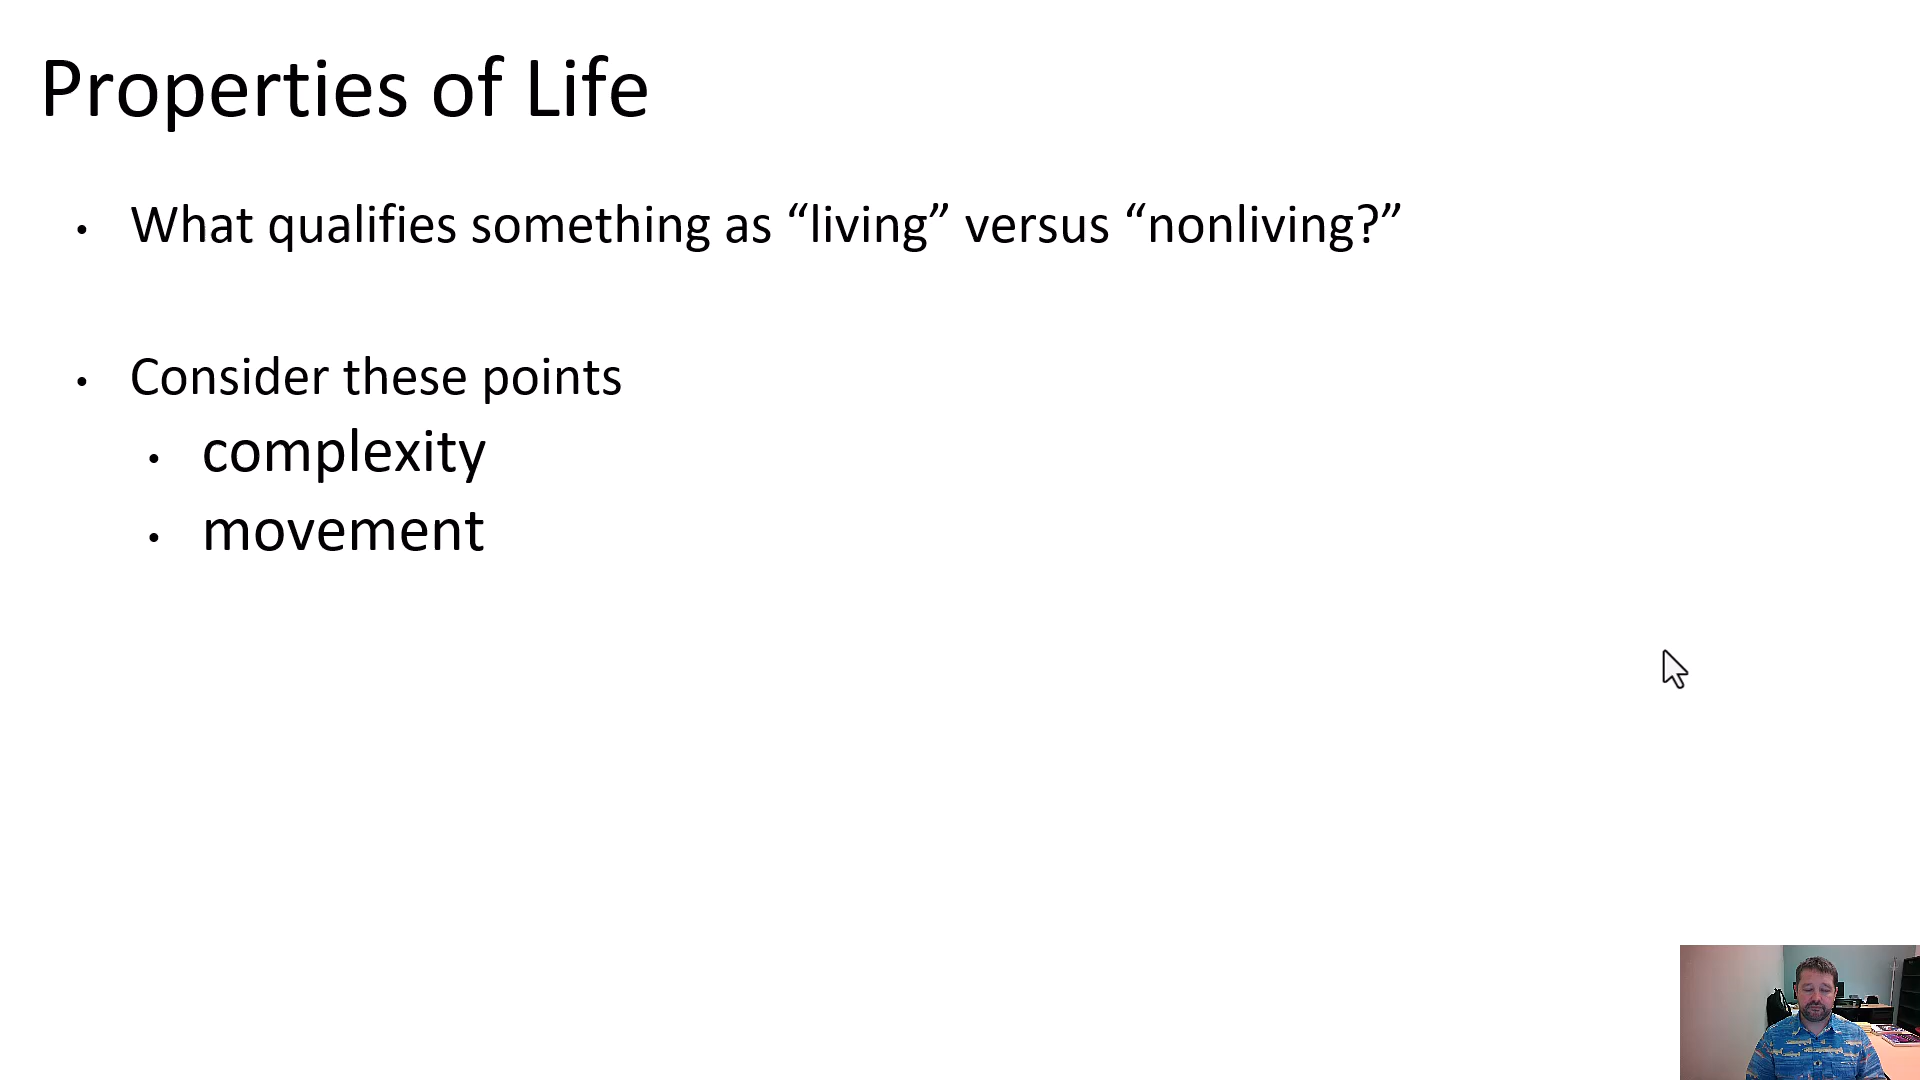 Properties of Life
• What qualifies something as “living” versus “nonliving?”
• Consider these points
• complexity
• movement